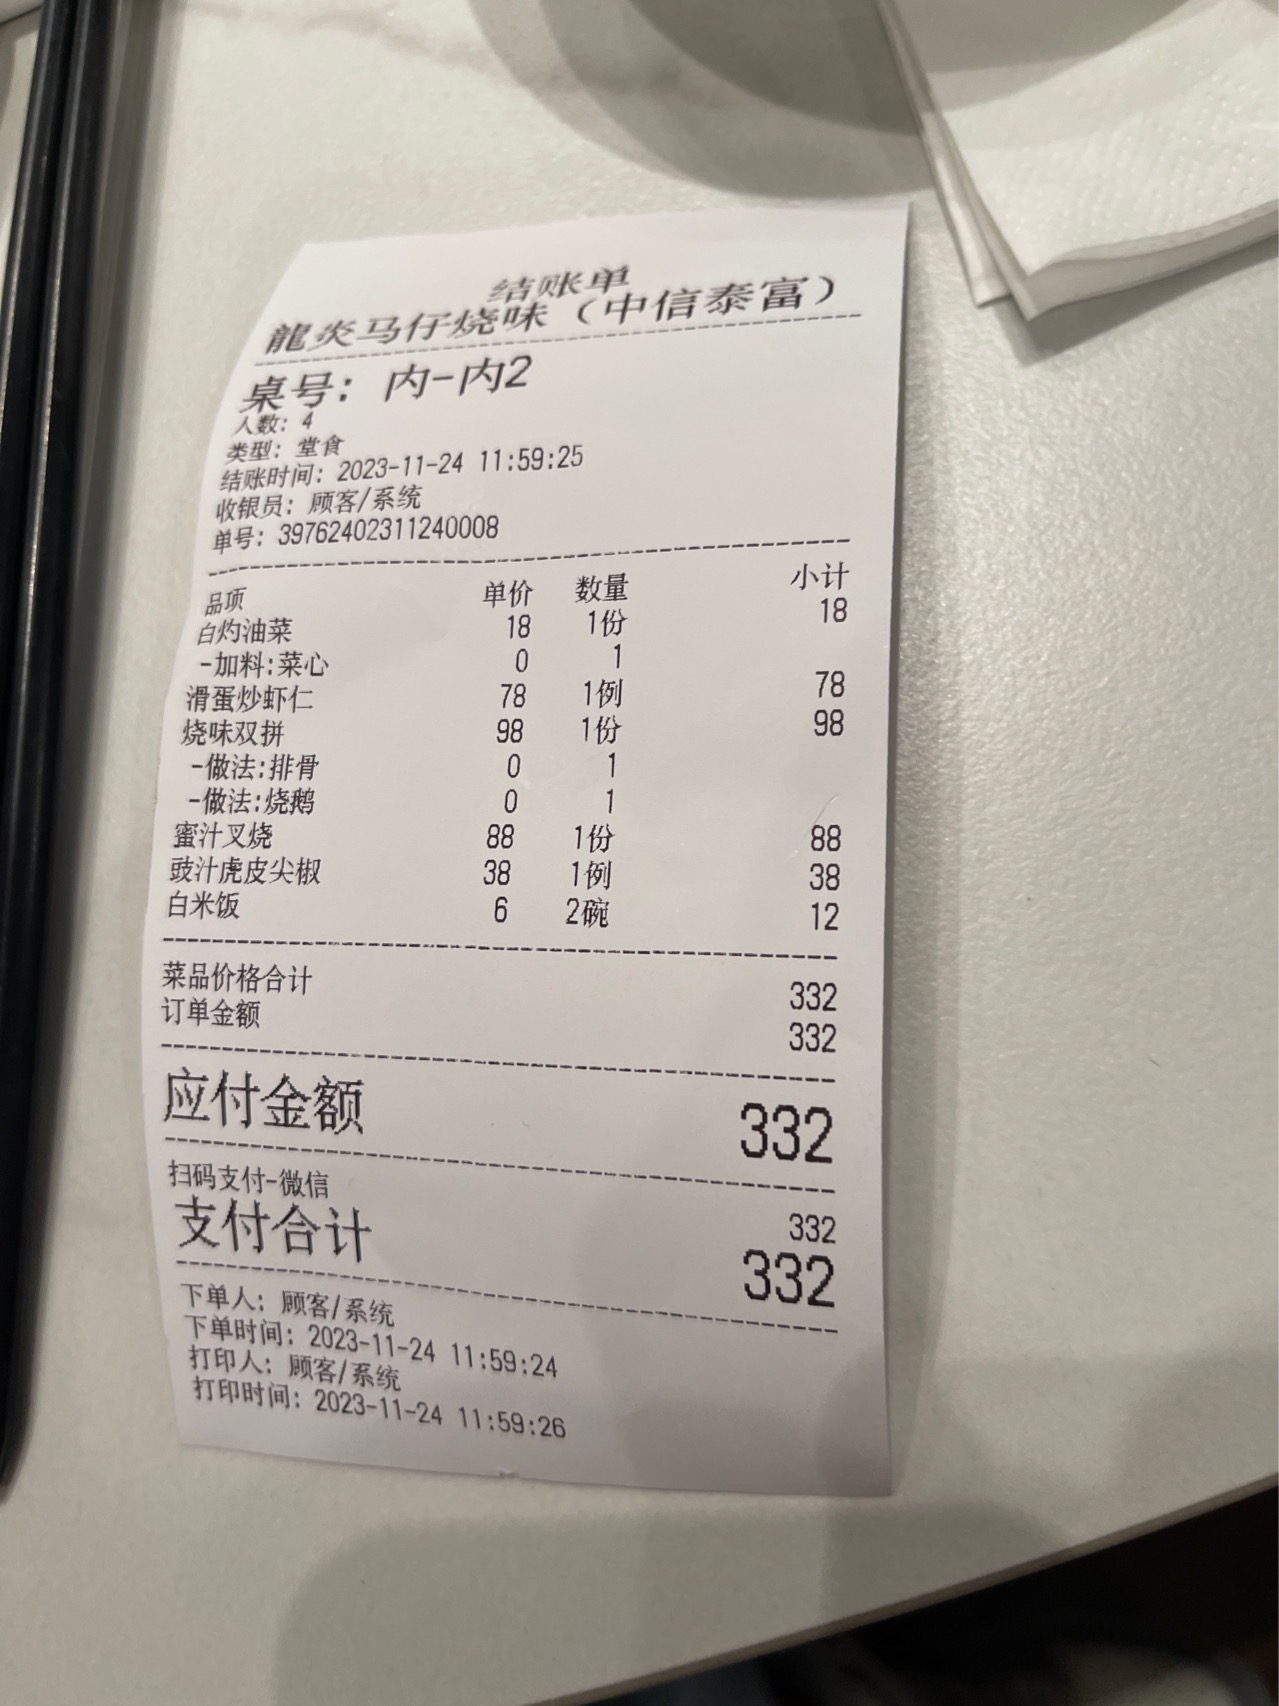 结账单
龍炎马仔烧味（中信泰富）
桌号: 内-内2
人数: 4
类型: 堂食
结账时间: 2023-11-24 11:59:25
收银员: 顾客/系统
单号: 39762402311240008
品项 单价 数量 小计
白灼油菜 18 1份 18
-加料:菜心 0 1
滑蛋炒虾仁 78 1例 78
烧味双拼 98 1份 98
-做法:排骨 0 1
-做法:烧鹅 0 1
蜜汁叉烧 88 1份 88
豉汁虎皮尖椒 38 1例 38
白米饭 6 2碗 12
菜品价格合计 332
订单金额 332
应付金额 332
扫码支付-微信 332
支付合计 332
下单人: 顾客/系统
下单时间: 2023-11-24 11:59:24
打印人: 顾客/系统
打印时间: 2023-11-24 11:59:26